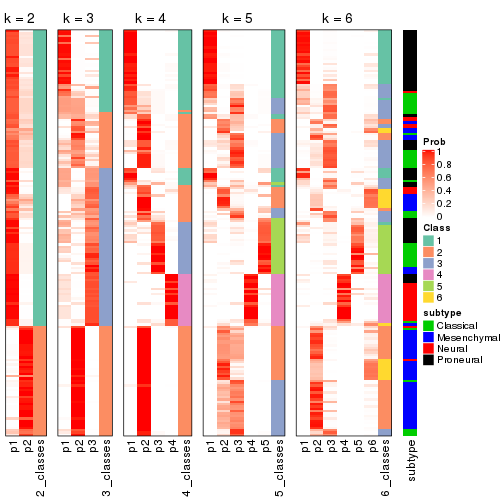 k = 2 k = 3 k = 4 k = 5 k = 6
Prob
1
0.8
0.6
0.4
0.2
0
Class
1
2
3
4
5
6
subtype
Classical
Mesenchymal
Neural
Proneural
p1 p2 2_classes p1 p2 p3 3_classes p1 p2 p3 p4 4_classes p1 p2 p3 p4 p5 5_classes p1 p2 p3 p4 p5 p6 6_classes subtype